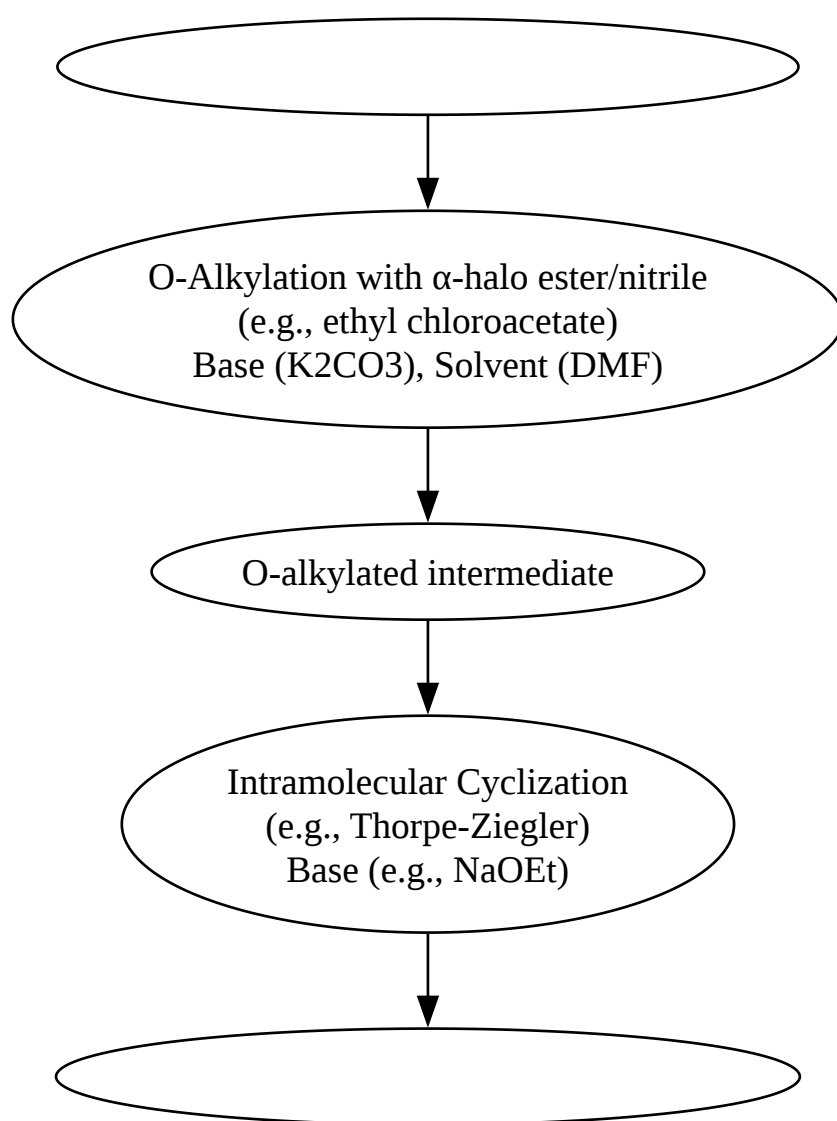 O-Alkylation with α-halo ester/nitrile
(e.g., ethyl chloroacetate)
Base (K2CO3), Solvent (DMF)
O-alkylated intermediate
Intramolecular Cyclization
(e.g., Thorpe-Ziegler)
Base (e.g., NaOEt)